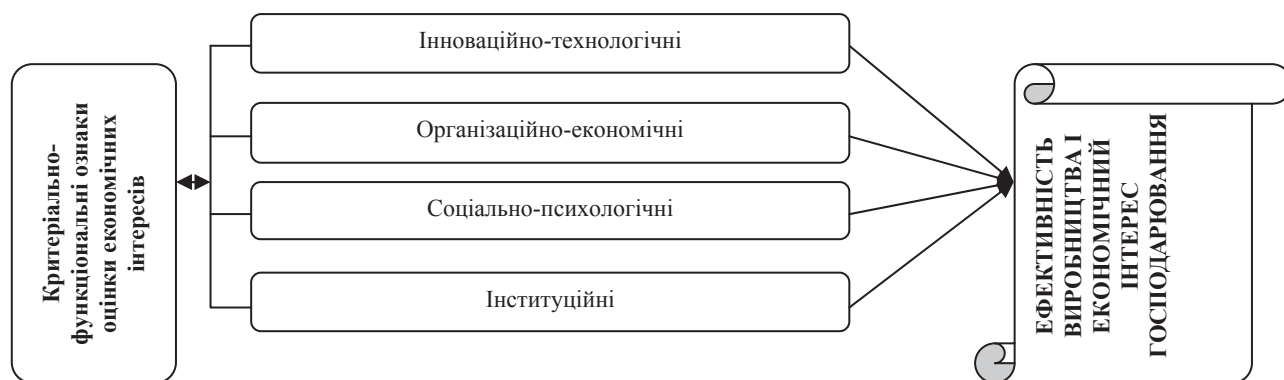 Критеріально-
функціональні ознаки
оцінки економічних
інтересів
Інноваційно-технологічні
Організаційно-економічні
Соціально-психологічні
Інституційні
ЕФЕКТИВНІСТЬ
ВИРОБНИЦТВА І
ЕКОНОМІЧНИЙ
ІНТЕРЕС
ГОСПОДАРЮВАННЯ